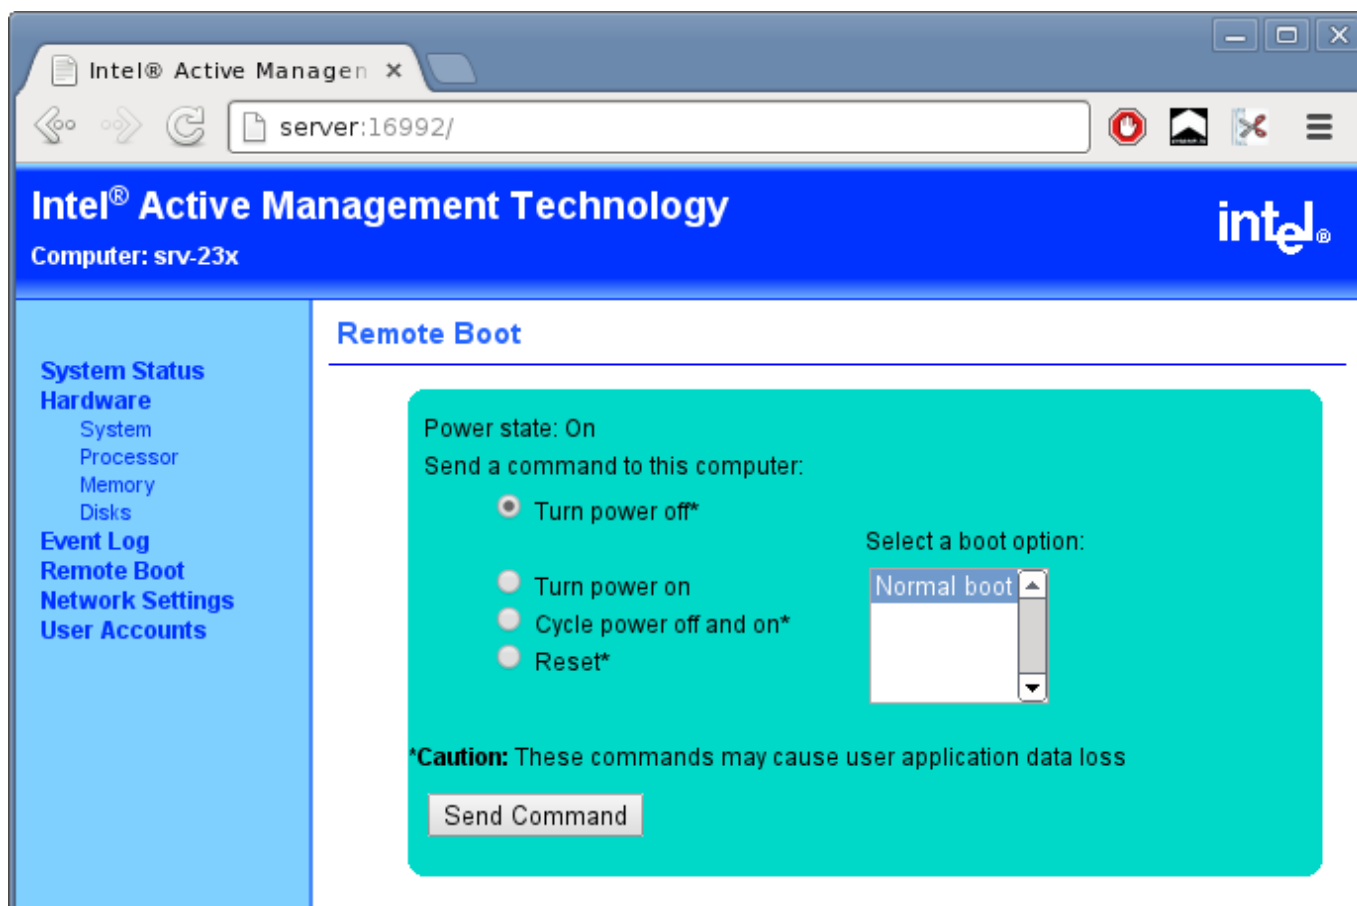 Intel® Active Managen
server:16992/
Intel® Active Management Technology
Computer: srv-23x
intel®
System Status
Hardware
System
Processor
Memory
Disks
Event Log
Remote Boot
Network Settings
User Accounts
Remote Boot
Power state: On
Send a command to this computer:
Turn power off*
Select a boot option:
Normal boot
Turn power on
Cycle power off and on*
Reset*
*Caution: These commands may cause user application data loss
Send Command